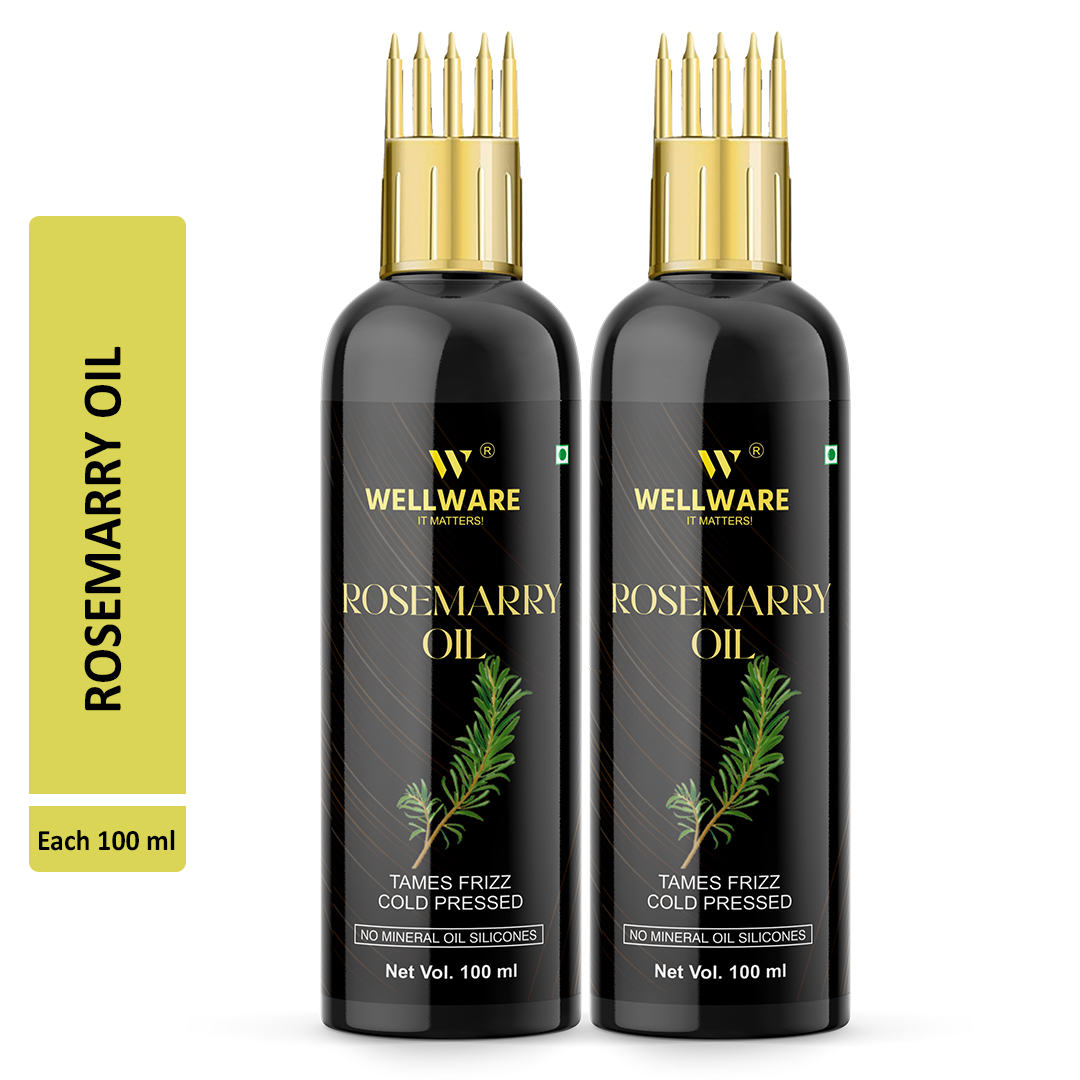 ROSEMARRY OIL
Each 100 ml
W ®
WELLWARE
IT MATTERS!
ROSEMARRY
OIL
TAMES FRIZZ
COLD PRESSED
NO MINERAL OIL SILICONES
Net Vol. 100 ml
W ®
WELLWARE
IT MATTERS!
ROSEMARRY
OIL
TAMES FRIZZ
COLD PRESSED
NO MINERAL OIL SILICONES
Net Vol. 100 ml